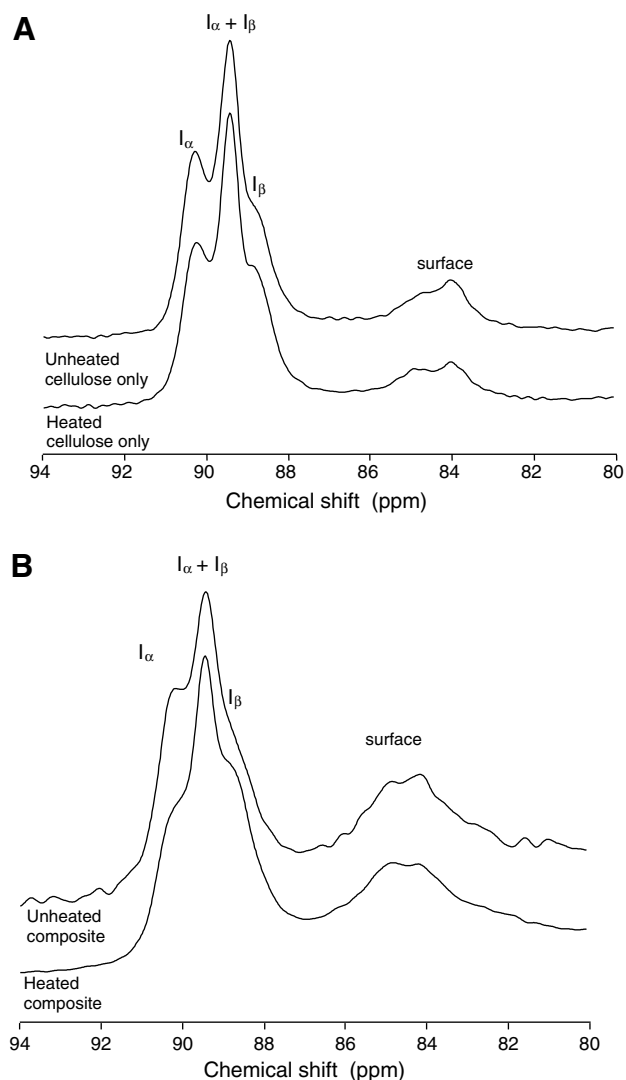 A
Iα + Iβ
Iα
Iβ
surface
Unheated
cellulose only
Heated
cellulose only
94 92 90 88 86 84 82 80
Chemical shift (ppm)
B
Iα + Iβ
Iα
Iβ
surface
Unheated
composite
Heated
composite
94 92 90 88 86 84 82 80
Chemical shift (ppm)